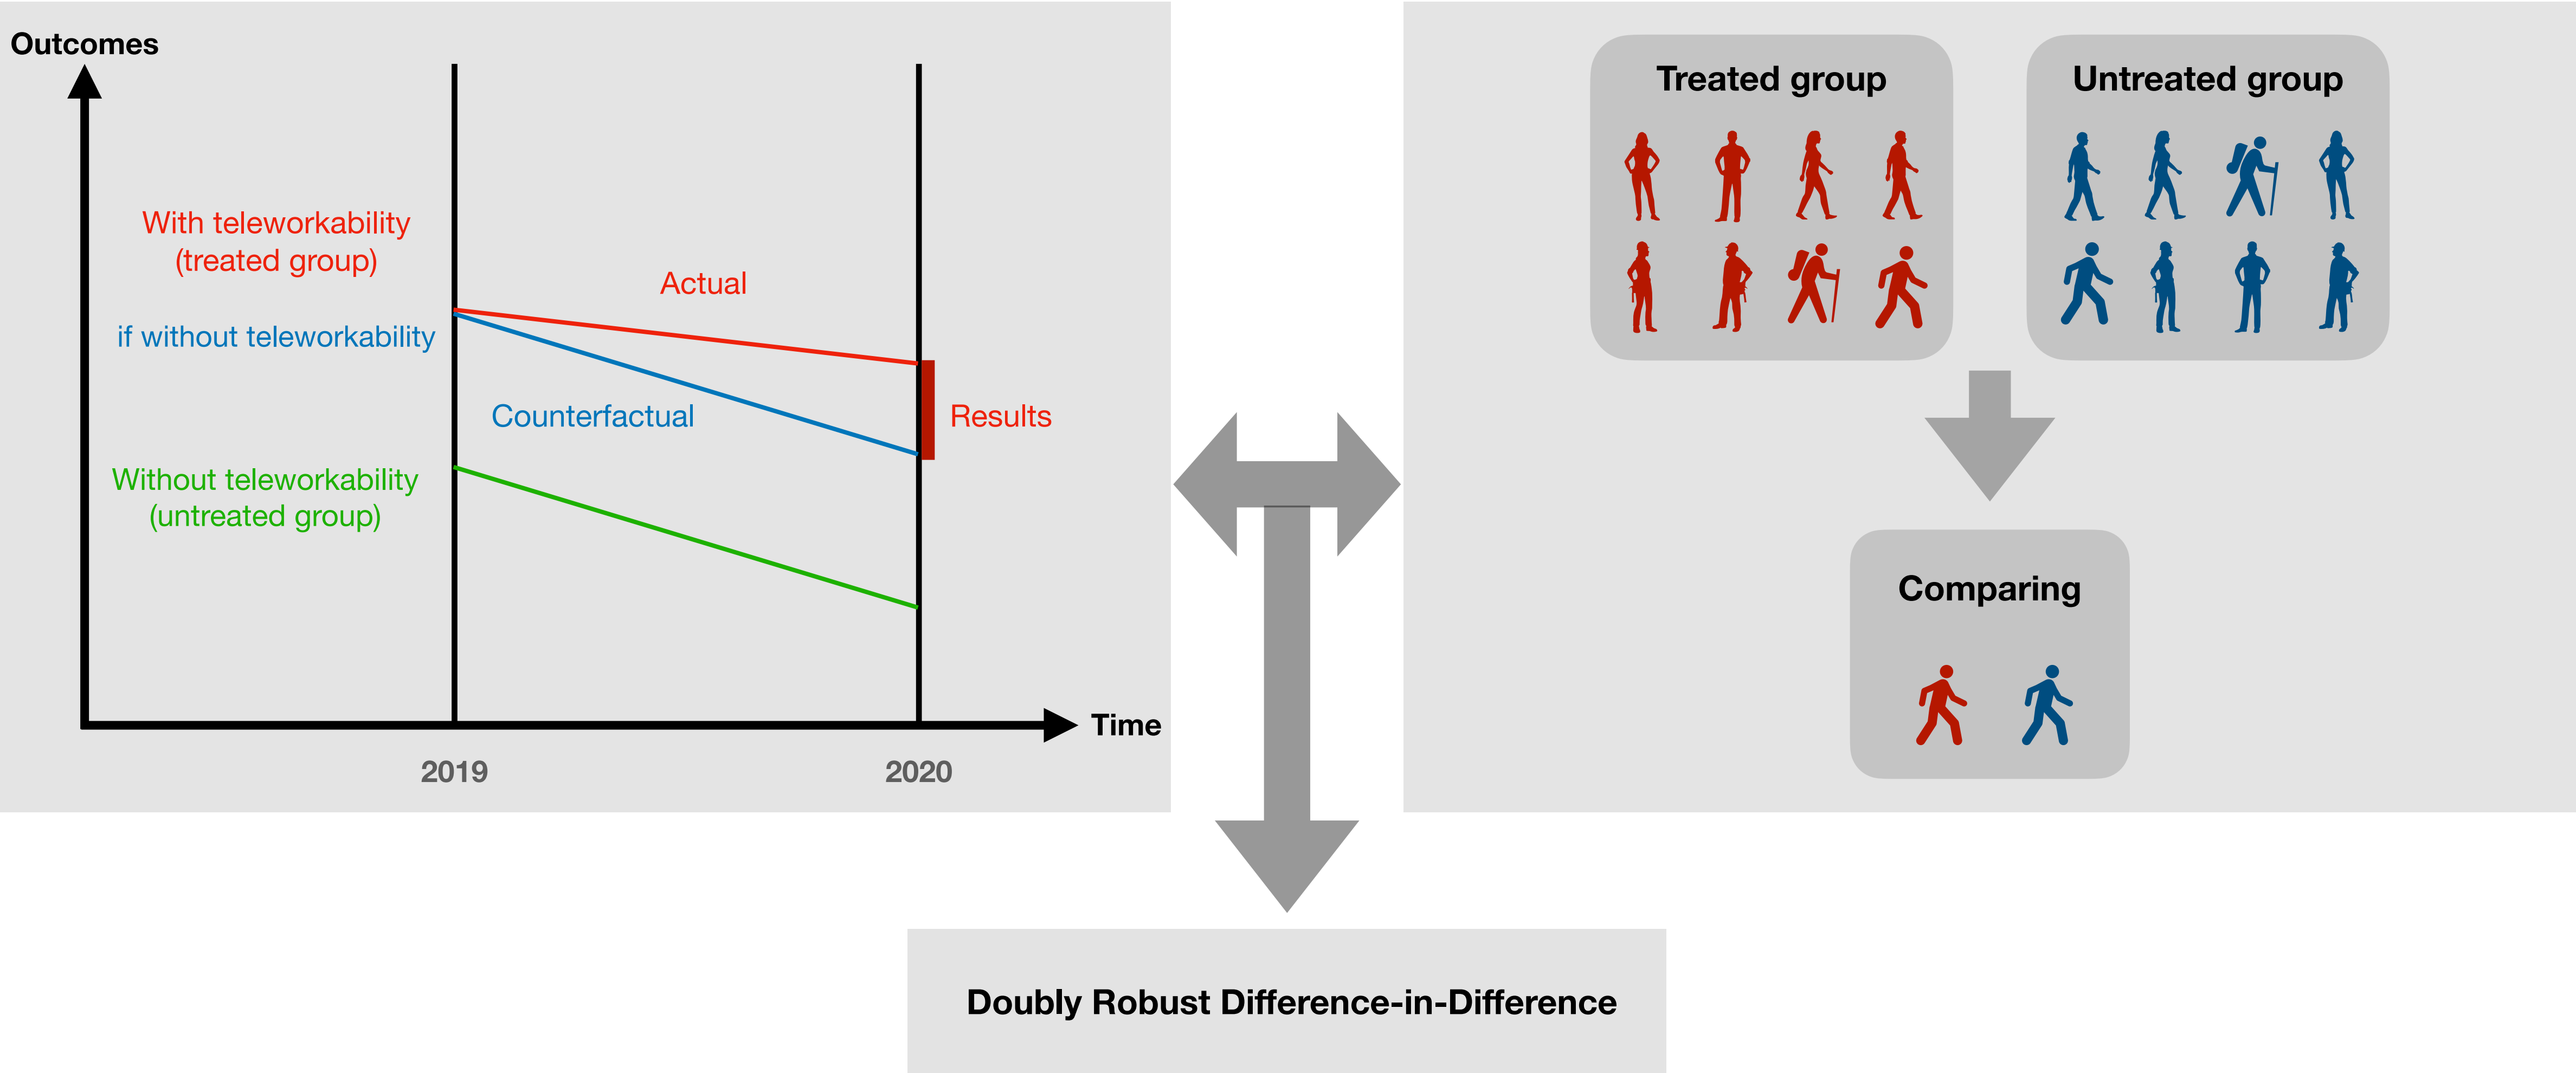 Outcomes
With teleworkability
(treated group)
if without teleworkability
Without teleworkability
(untreated group)
Actual
Counterfactual
Results
Time
2019
2020
Treated group
Untreated group
Comparing
Doubly Robust Difference-in-Difference